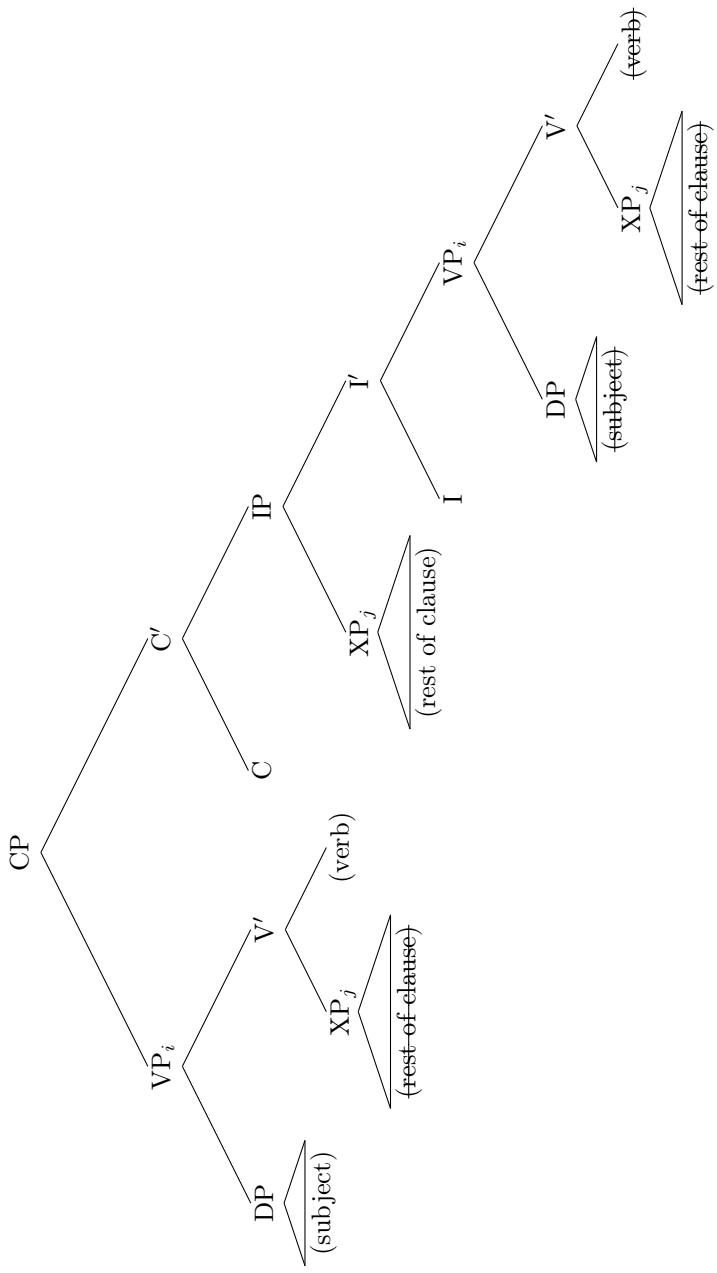 CP
VP_i C′
DP V′ C IP
(subject) XP_j (verb) XP_j I′
(rest of clause) (rest of clause) I VP_i
DP V′
(subject) XP_j (verb)
(rest of clause)